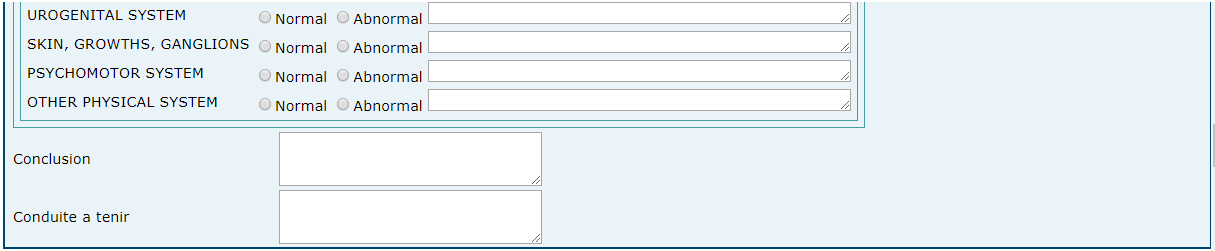 UROGENITAL SYSTEM Normal Abnormal
SKIN, GROWTHS, GANGLIONS Normal Abnormal
PSYCHOMOTOR SYSTEM Normal Abnormal
OTHER PHYSICAL SYSTEM Normal Abnormal
Conclusion
Conduite a tenir